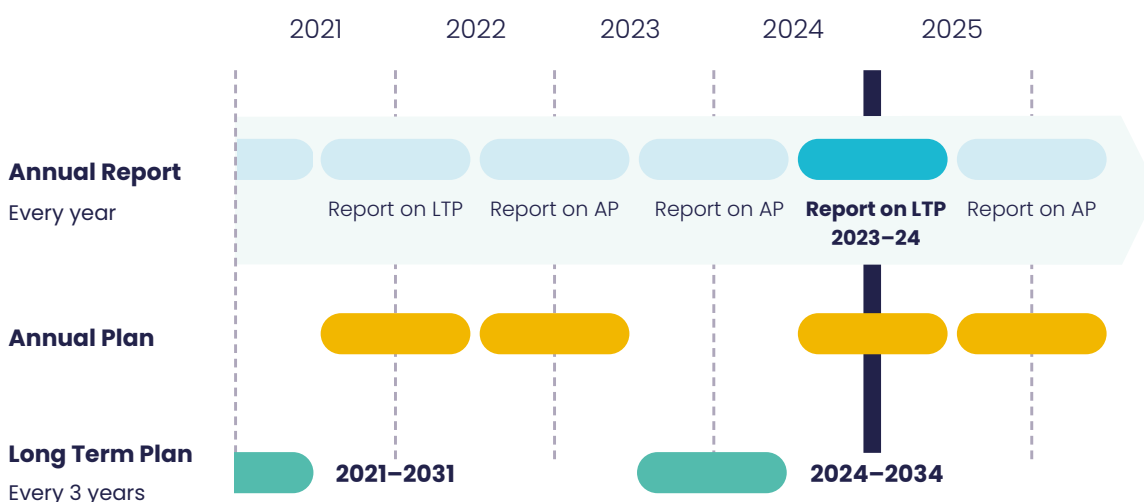 2021 2022 2023 2024 2025
Annual Report
Every year
Report on LTP Report on AP Report on AP Report on LTP Report on AP
2023–24
Annual Plan
Long Term Plan
2021–2031 2024–2034
Every 3 years